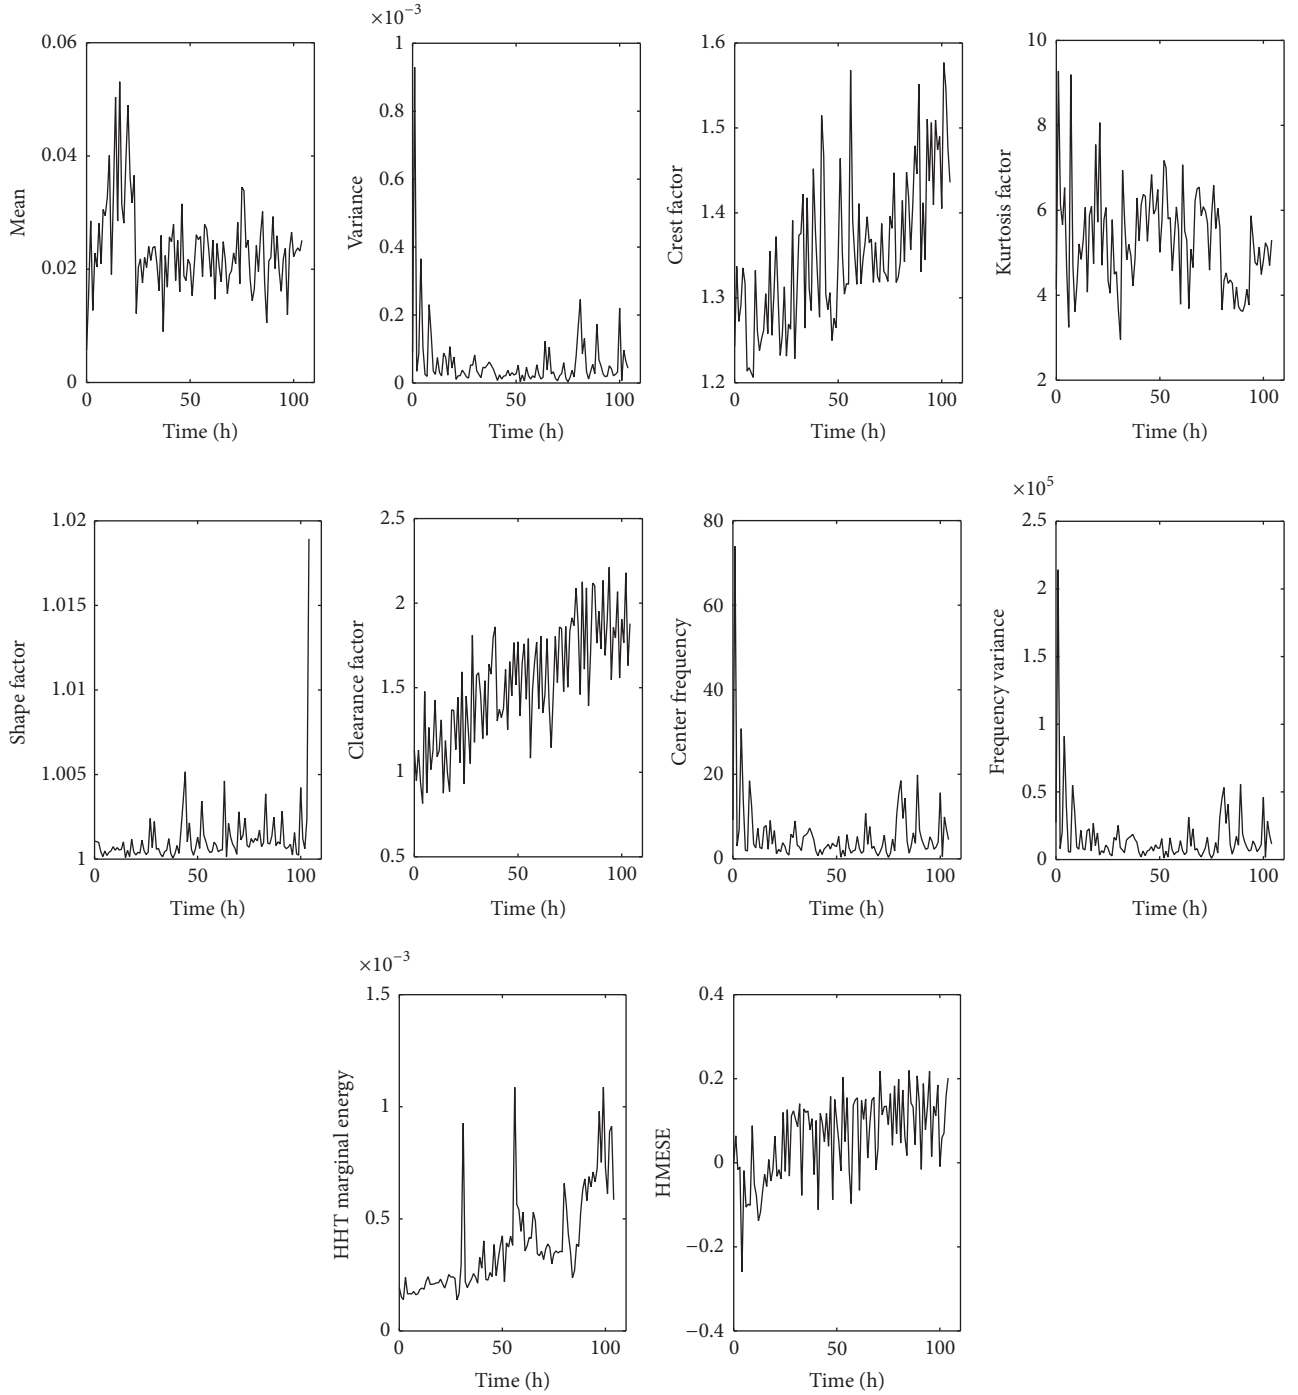 Mean
0.06
0.04
0.02
0
0 50 100
Time (h)
×10⁻³
Variance
1
0.8
0.6
0.4
0.2
0
0 50 100
Time (h)
Crest factor
1.6
1.5
1.4
1.3
1.2
0 50 100
Time (h)
Kurtosis factor
10
8
6
4
2
0 50 100
Time (h)
Shape factor
1.02
1.015
1.01
1.005
1
0 50 100
Time (h)
Clearance factor
2.5
2
1.5
1
0.5
0 50 100
Time (h)
Center frequency
80
60
40
20
0
0 50 100
Time (h)
×10⁵
Frequency variance
2.5
2
1.5
1
0.5
0
0 50 100
Time (h)
×10⁻³
HHT marginal energy
1.5
1
0.5
0
0 50 100
Time (h)
HMESE
0.4
0.2
0
−0.2
−0.4
0 50 100
Time (h)